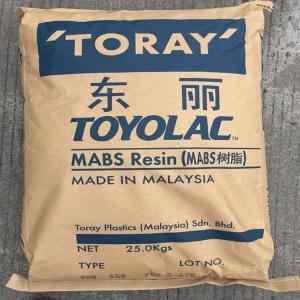 'TORAY'
东丽
TOYOLAC™
MABS Resin (MABS树脂)
MADE IN MALAYSIA
Toray Plastics (Malaysia) Sdn. Bhd.
NET 25.0Kgs
TYPE LOT NO.